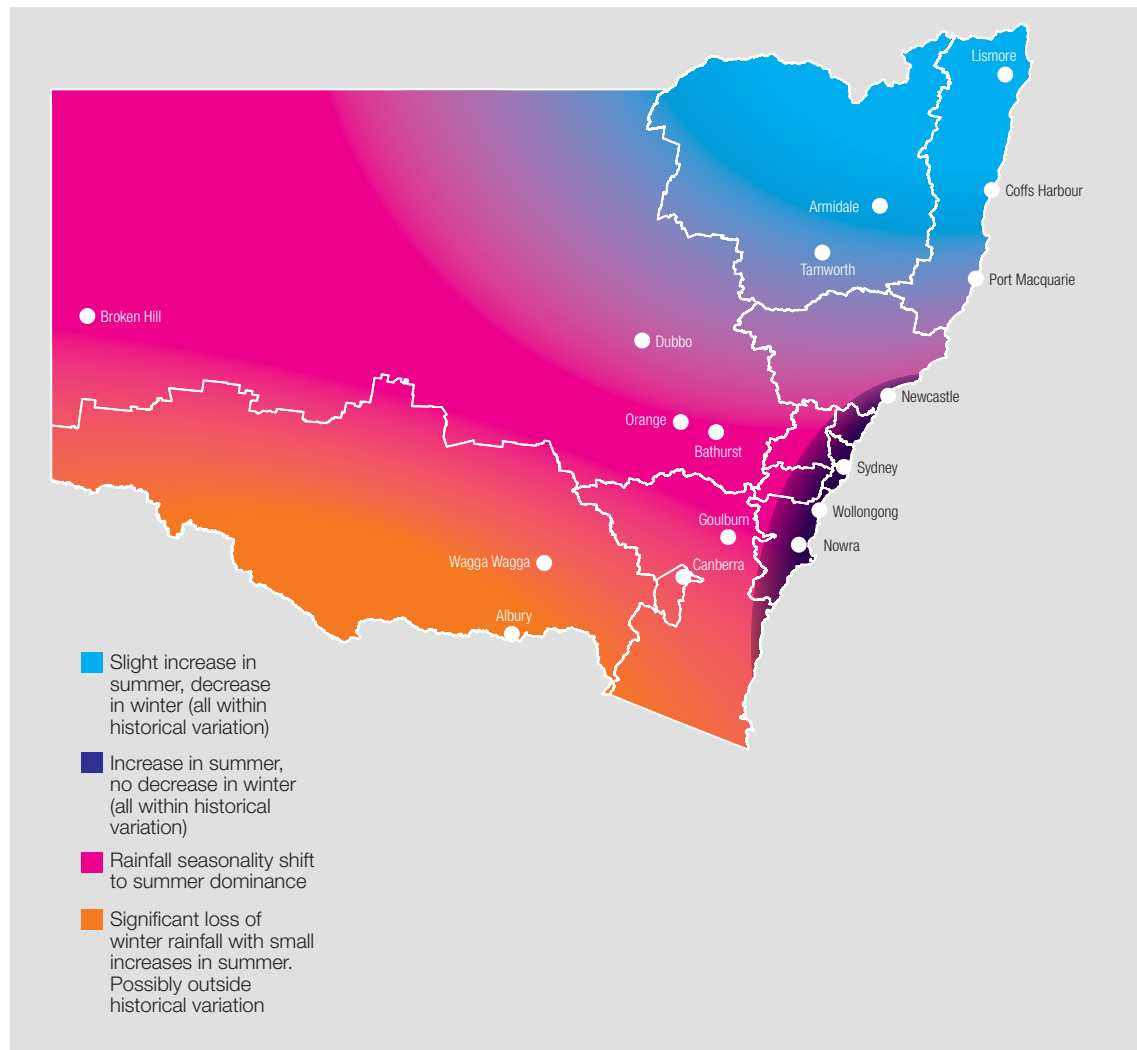 Lismore
Coffs Harbour
Armidale
Tamworth
Port Macquarie
Broken Hill
Dubbo
Newcastle
Orange
Bathurst
Sydney
Wollongong
Goulburn
Nowra
Wagga Wagga
Canberra
Albury
Slight increase in
summer, decrease
in winter (all within
historical variation)
Increase in summer,
no decrease in winter
(all within historical
variation)
Rainfall seasonality shift
to summer dominance
Significant loss of
winter rainfall with small
increases in summer.
Possibly outside
historical variation